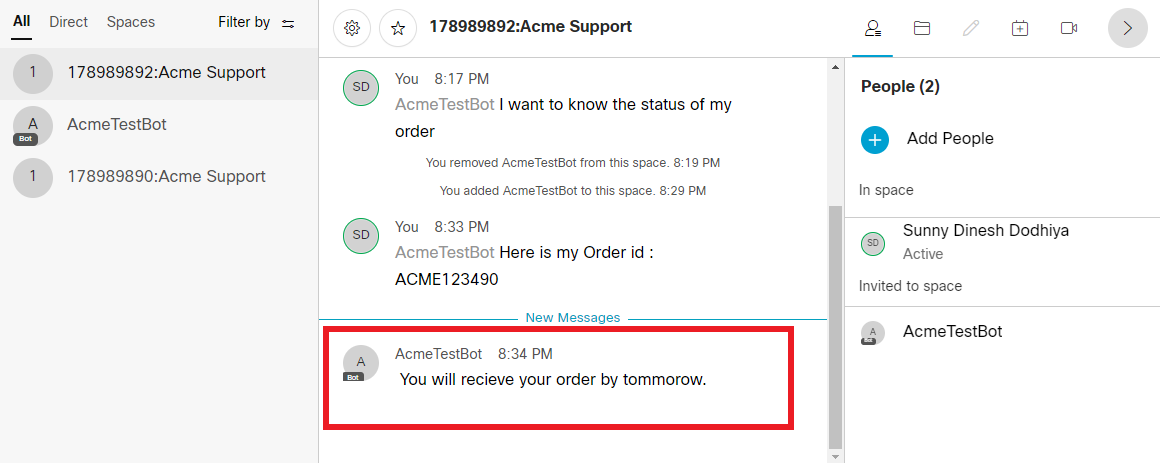 All Direct Spaces Filter by
1 178989892:Acme Support
A Bot AcmeTestBot
1 178989890:Acme Support
178989892:Acme Support
SD You 8:17 PM
AcmeTestBot I want to know the status of my
order
You removed AcmeTestBot from this space. 8:19 PM
You added AcmeTestBot to this space. 8:29 PM
SD You 8:33 PM
AcmeTestBot Here is my Order id :
ACME123490
New Messages
A Bot AcmeTestBot 8:34 PM
You will recieve your order by tommorow.
People (2)
Add People
In space
SD Sunny Dinesh Dodhiya
Active
Invited to space
A Bot AcmeTestBot